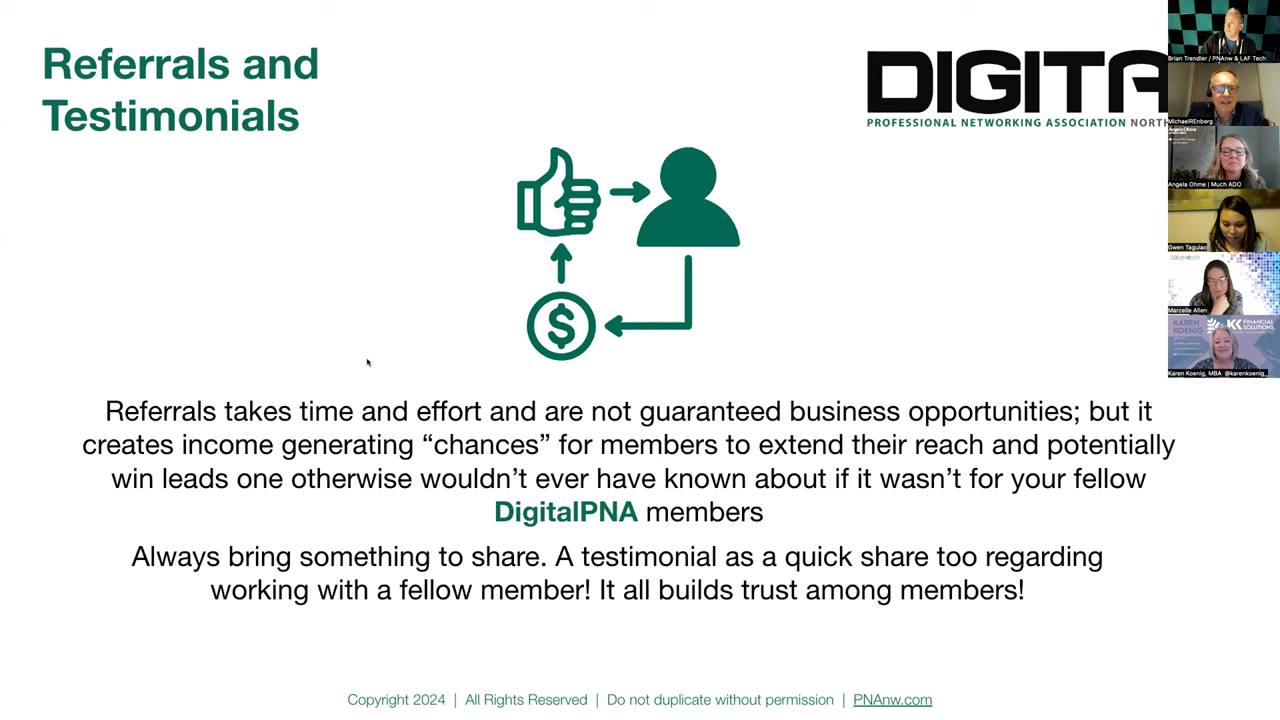 Referrals and
Testimonials
DIGITA
PROFESSIONAL NETWORKING ASSOCIATION NORTH
$
Referrals takes time and effort and are not guaranteed business opportunities; but it
creates income generating “chances” for members to extend their reach and potentially
win leads one otherwise wouldn’t ever have known about if it wasn’t for your fellow
DigitalPNA members
Always bring something to share. A testimonial as a quick share too regarding
working with a fellow member! It all builds trust among members!
Copyright 2024 | All Rights Reserved | Do not duplicate without permission | PNAnw.com
Brian Trendler / PNAnw & LAF Tech
MichaelREnberg
Angela Ohme
Angela Ohme | Much ADO
Gwen Tagulao
Marcelle Allen
KAREN
KOENIG
KK FINANCIAL
SOLUTIONS
Karen Koenig, MBA @karenkoenig_